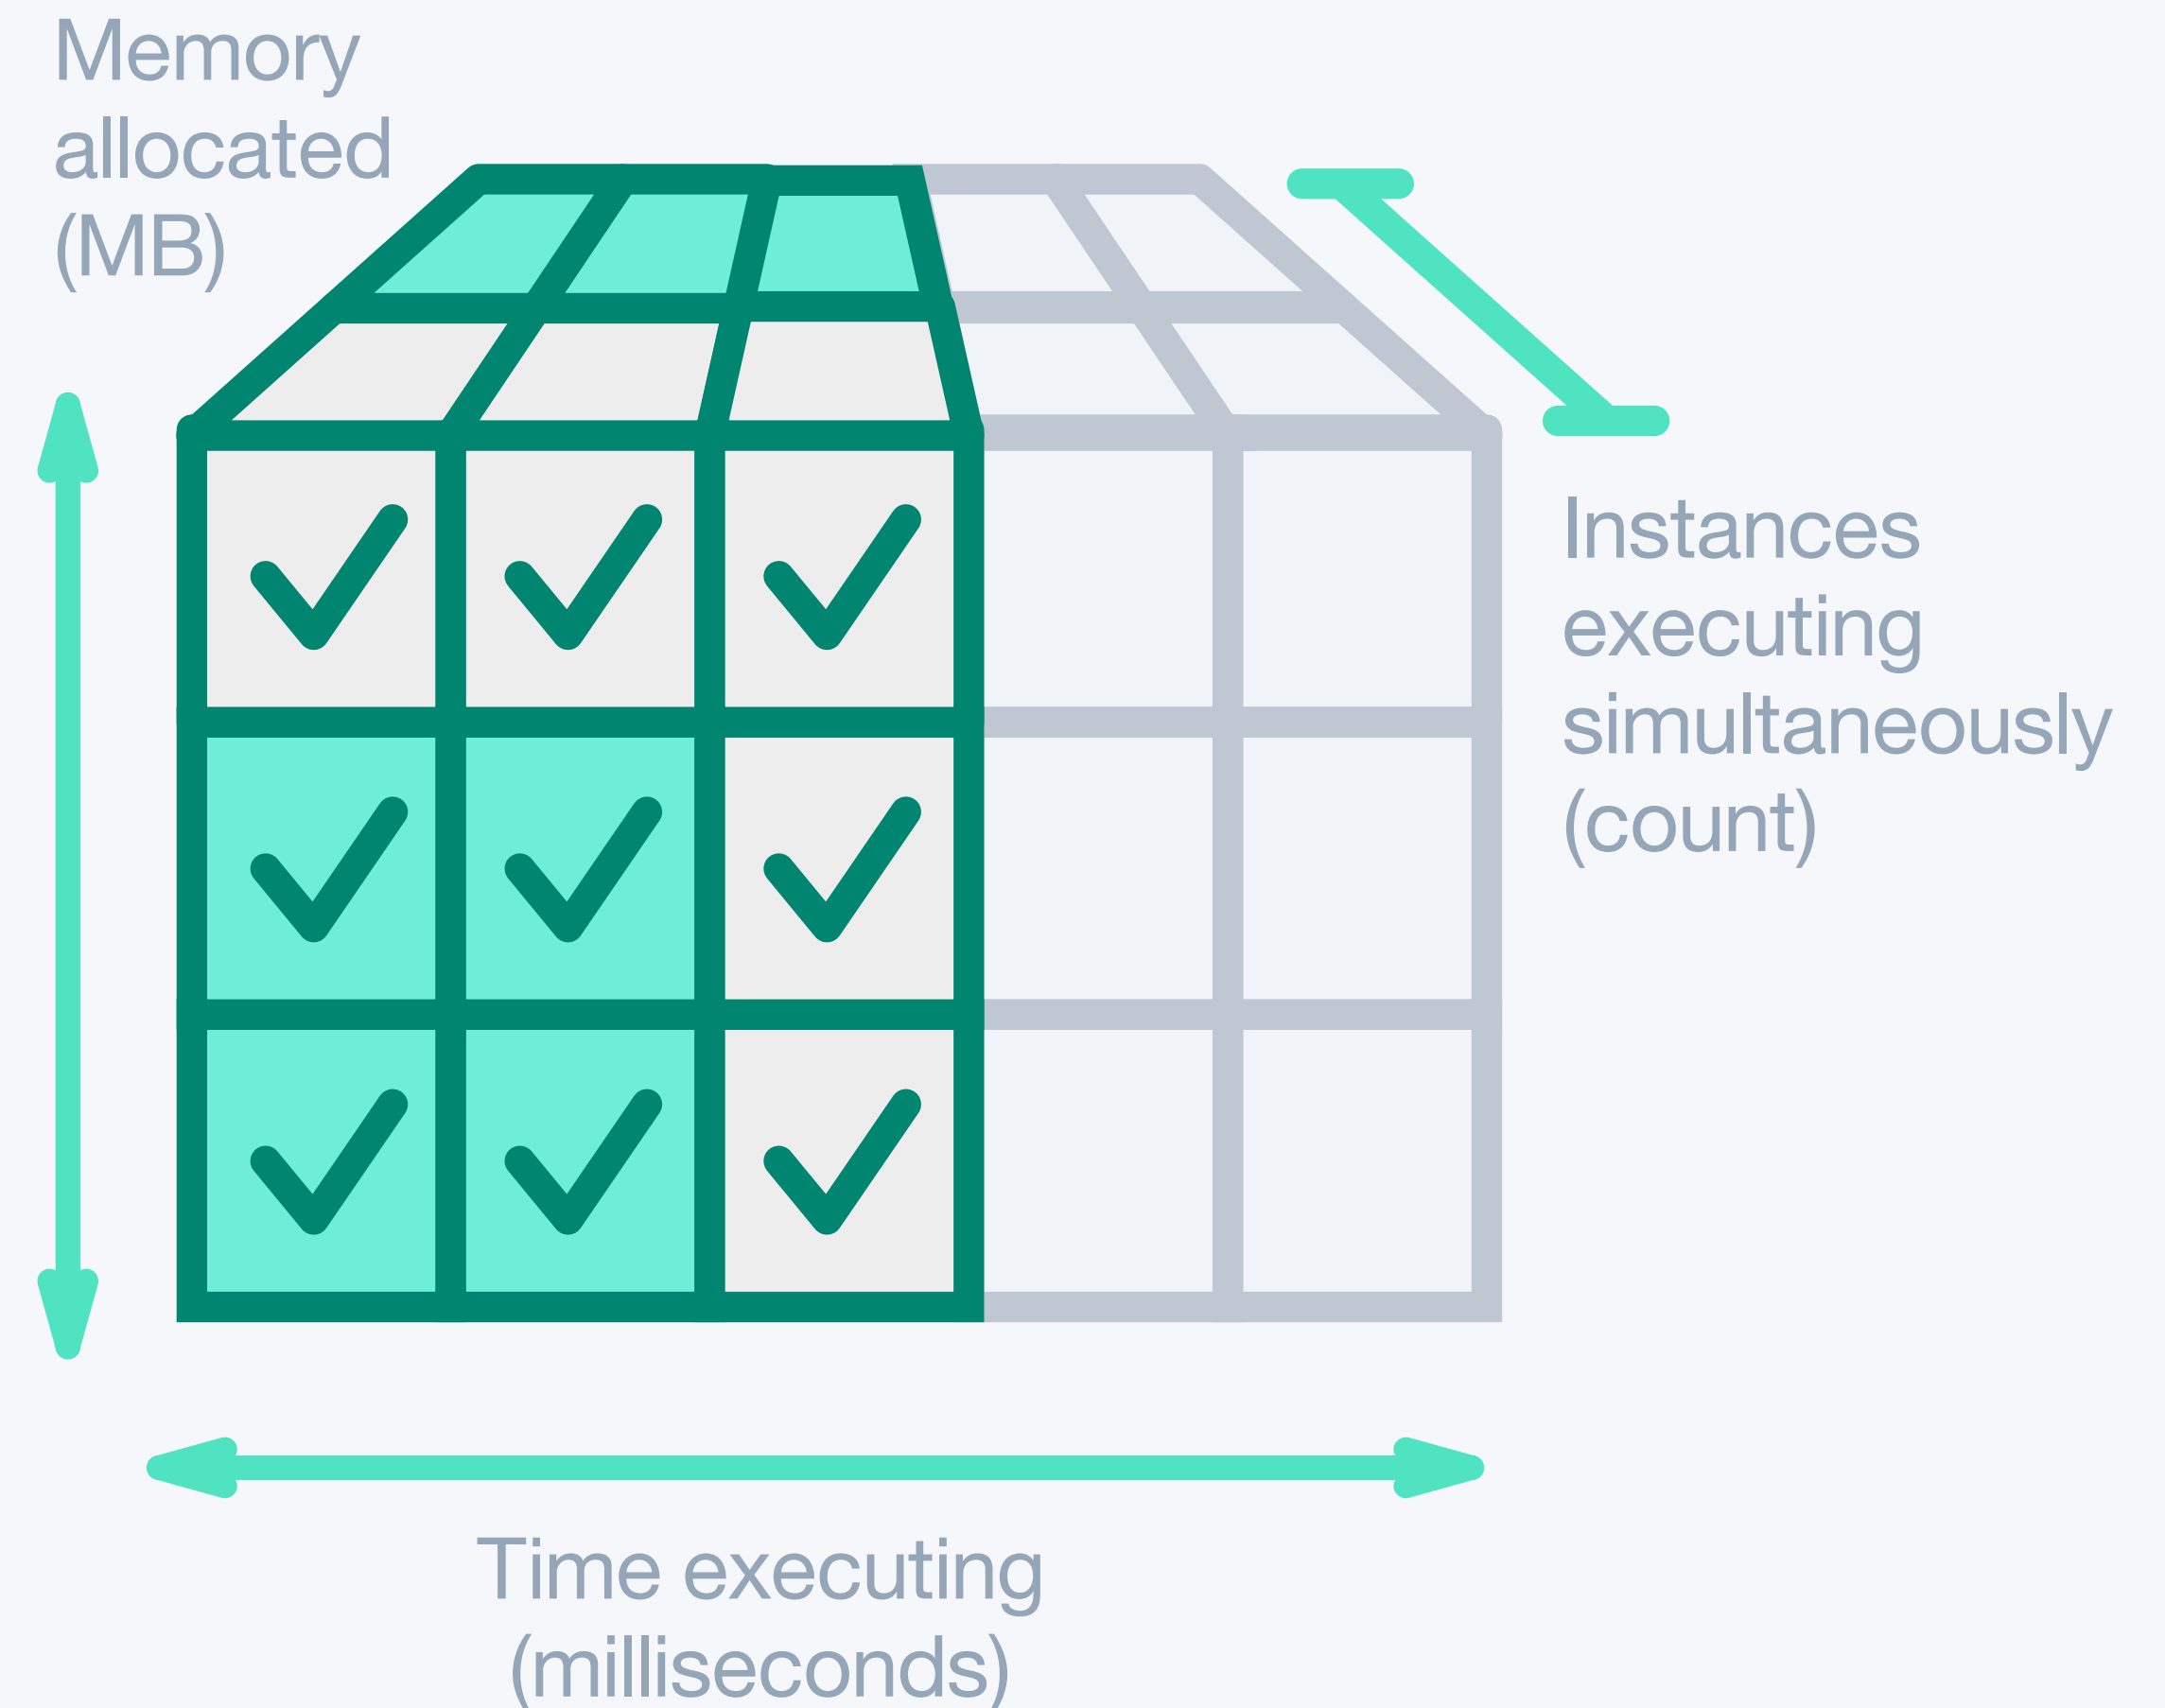 Memory
allocated
(MB)
Instances
executing
simultaneously
(count)
Time executing
(milliseconds)